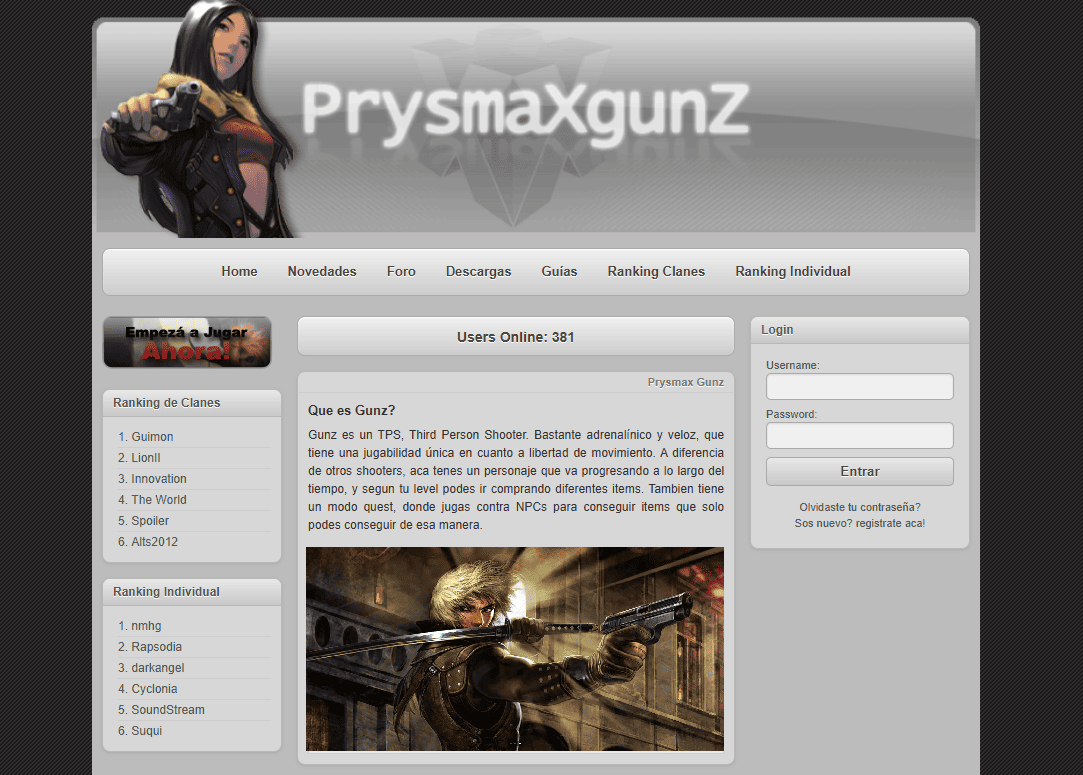 PrysmaXgunZ
Home Novedades Foro Descargas Guías Ranking Clanes Ranking Individual
Empezá a Jugar
Ahora!
Ranking de Clanes
1. Guimon
2. LionII
3. Innovation
4. The World
5. Spoiler
6. Alts2012
Ranking Individual
1. nmhg
2. Rapsodia
3. darkangel
4. Cyclonia
5. SoundStream
6. Suqui
Users Online: 381
Prysmax Gunz
Que es Gunz?
Gunz es un TPS, Third Person Shooter. Bastante adrenalínico y veloz, que
tiene una jugabilidad única en cuanto a libertad de movimiento. A diferencia
de otros shooters, aca tenes un personaje que va progresando a lo largo del
tiempo, y segun tu level podes ir comprando diferentes items. Tambien tiene
un modo quest, donde jugas contra NPCs para conseguir items que solo
podes conseguir de esa manera.
Login
Username:
Password:
Entrar
Olvidaste tu contraseña?
Sos nuevo? registrate aca!